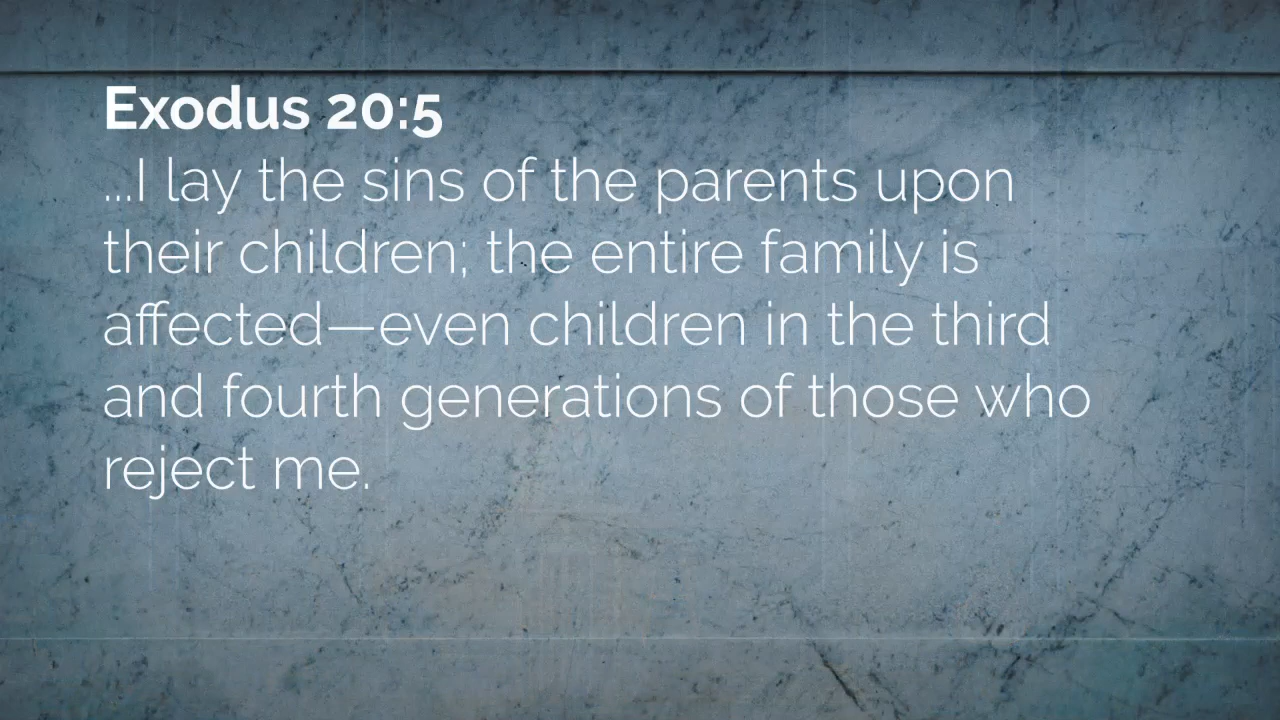 Exodus 20:5
...I lay the sins of the parents upon
their children; the entire family is
affected—even children in the third
and fourth generations of those who
reject me.